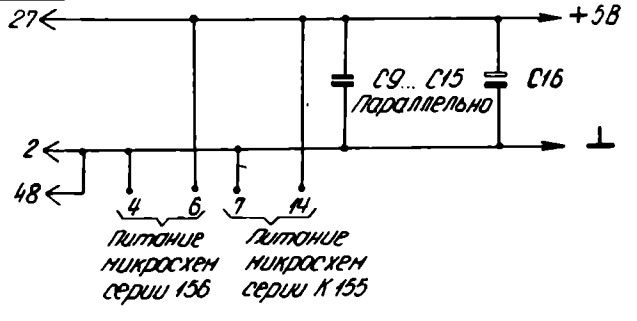 27
+5В
С9... С15
параллельно
С16
2
48
4
6
7
14
питание
микросхем
серии 156
питание
микросхем
серии К 155